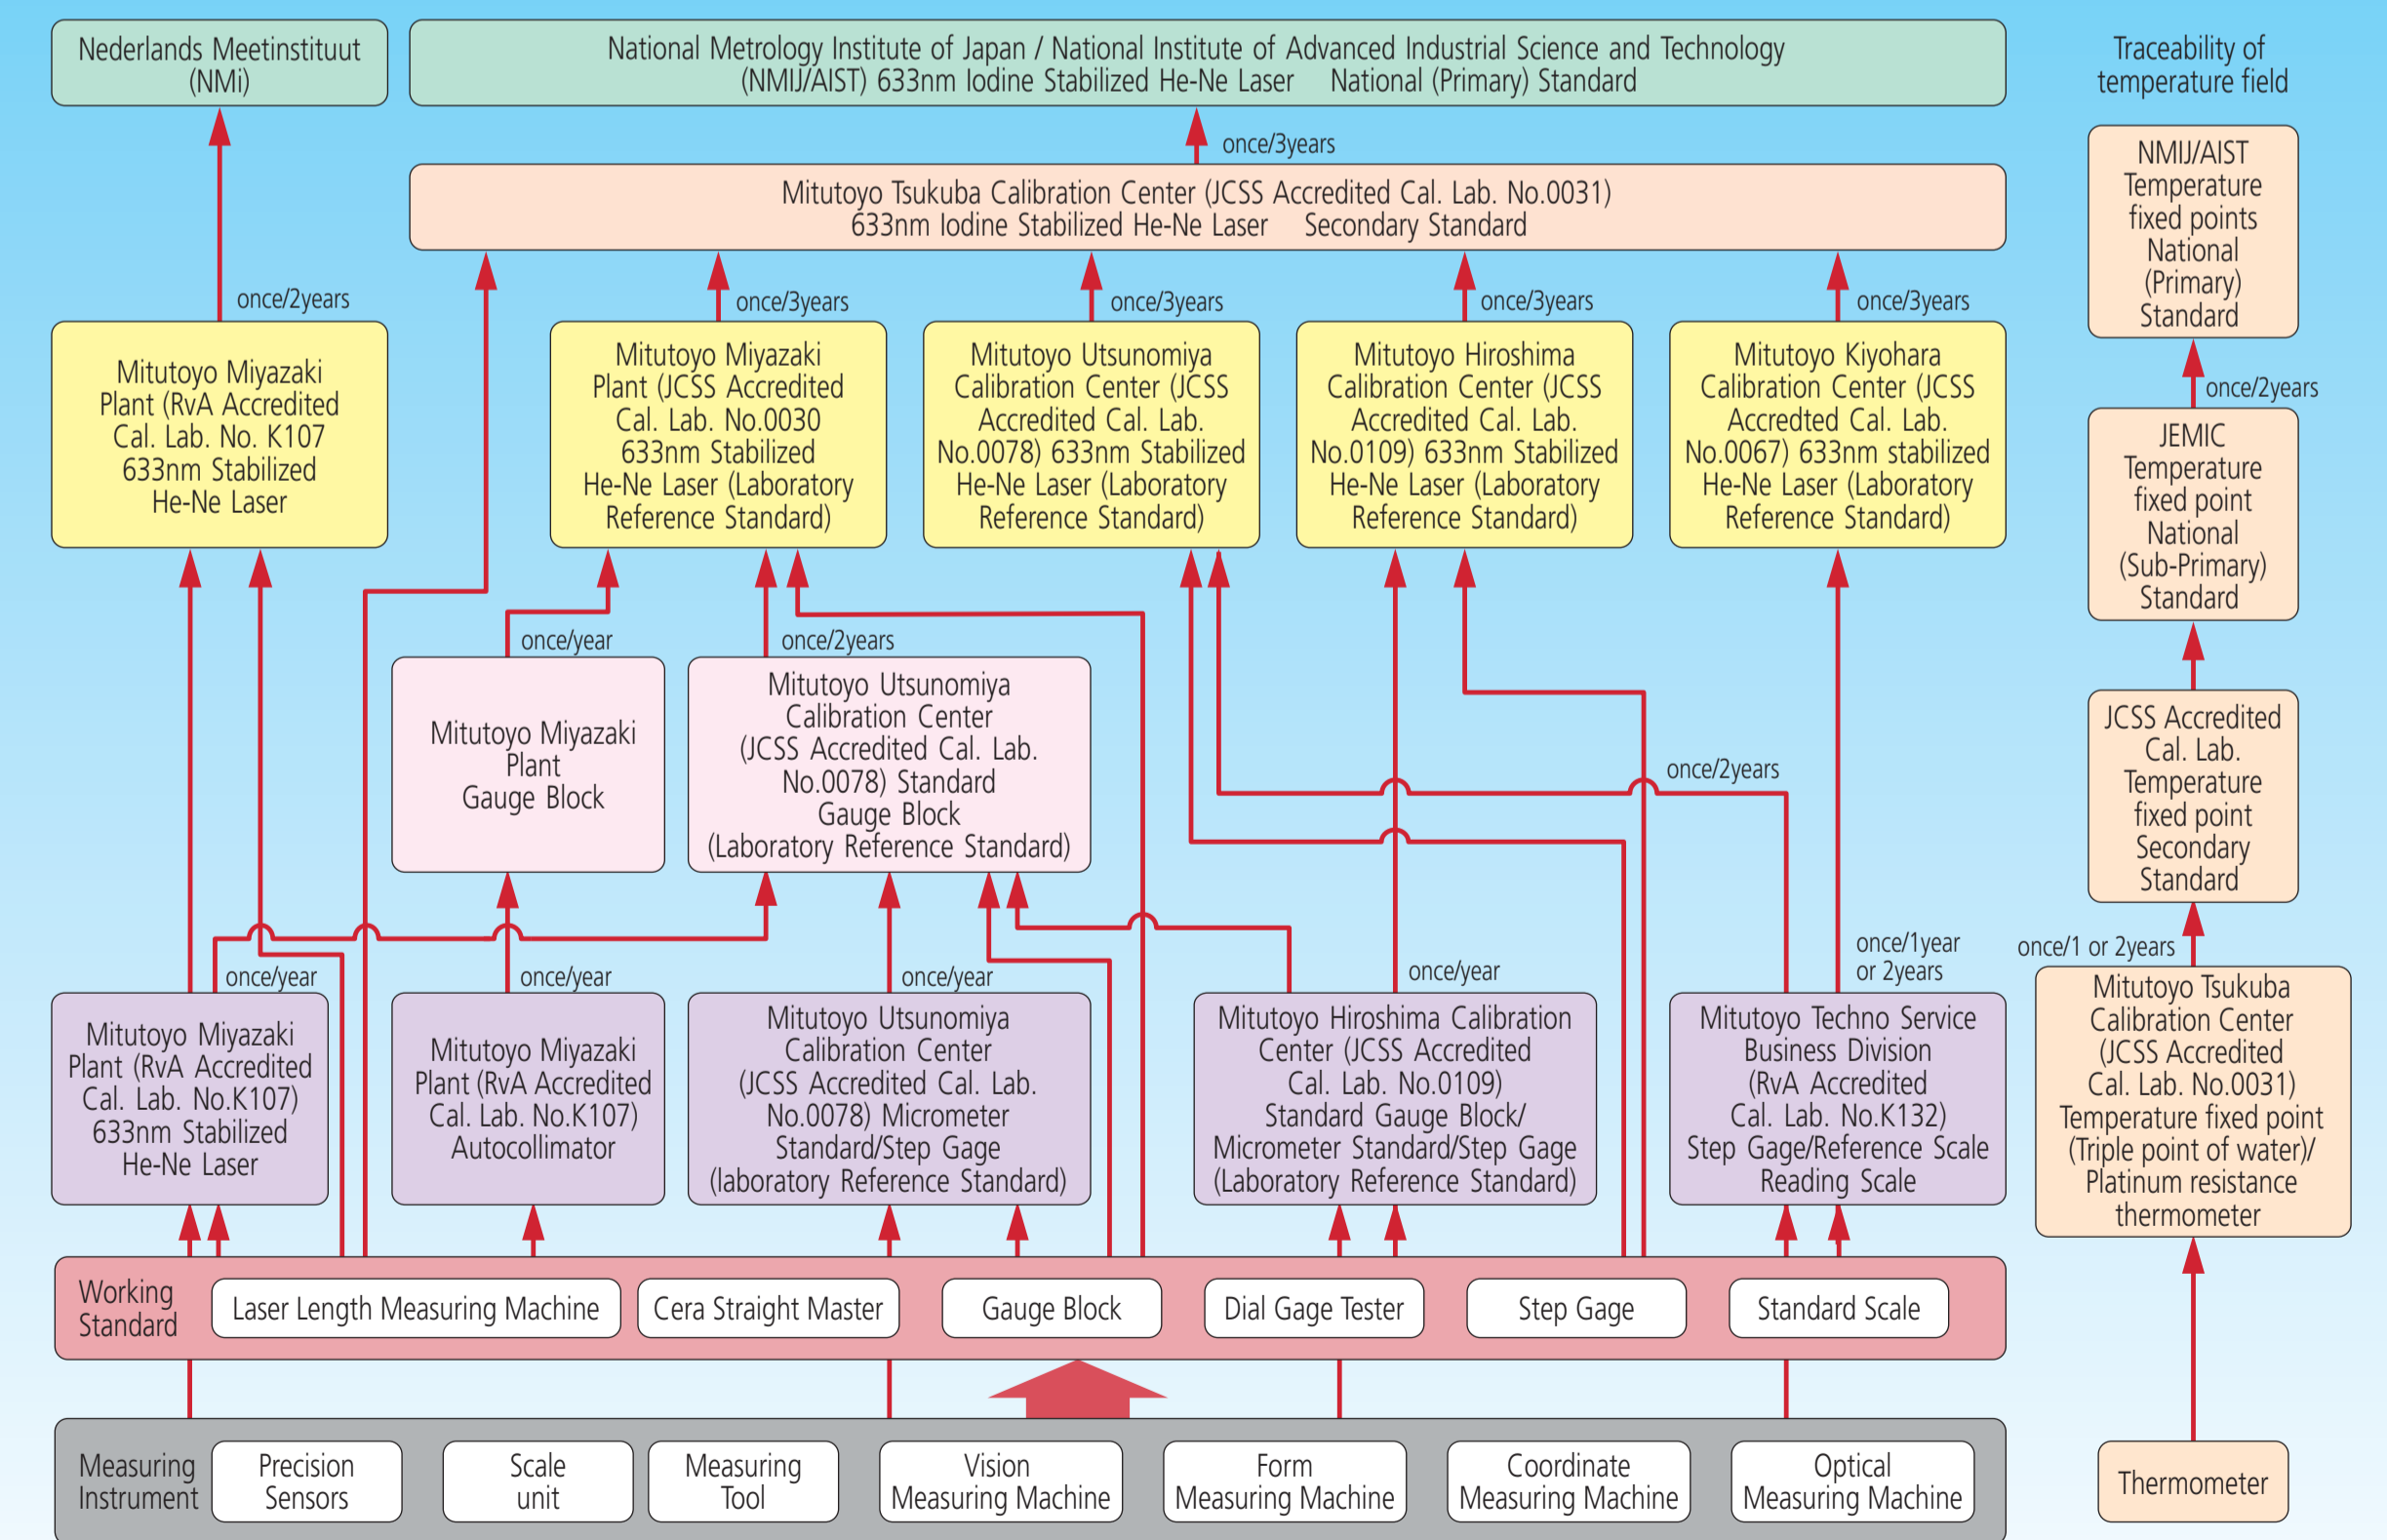 Nederlands Meetinstituut
(NMi)
National Metrology Institute of Japan / National Institute of Advanced Industrial Science and Technology
(NMIJ/AIST) 633nm Iodine Stabilized He-Ne Laser National (Primary) Standard
Traceability of
temperature field
once/3years
Mitutoyo Tsukuba Calibration Center (JCSS Accredited Cal. Lab. No.0031)
633nm Iodine Stabilized He-Ne Laser Secondary Standard
NMIJ/AIST
Temperature
fixed points
National
(Primary)
Standard
once/2years
once/3years
once/3years
once/3years
once/3years
Mitutoyo Miyazaki
Plant (RvA Accredited
Cal. Lab. No. K107
633nm Stabilized
He-Ne Laser
Mitutoyo Miyazaki
Plant (JCSS Accredited
Cal. Lab. No.0030
633nm Stabilized
He-Ne Laser (Laboratory
Reference Standard)
Mitutoyo Utsunomiya
Calibration Center (JCSS
Accredited Cal. Lab.
No.0078) 633nm Stabilized
He-Ne Laser (Laboratory
Reference Standard)
Mitutoyo Hiroshima
Calibration Center (JCSS
Accredited Cal. Lab.
No.0109) 633nm Stabilized
He-Ne Laser (Laboratory
Reference Standard)
Mitutoyo Kiyohara
Calibration Center (JCSS
Accredted Cal. Lab.
No.0067) 633nm stabilized
He-Ne Laser (Laboratory
Reference Standard)
once/2years
JEMIC
Temperature
fixed point
National
(Sub-Primary)
Standard
once/year
once/2years
Mitutoyo Miyazaki
Plant
Gauge Block
Mitutoyo Utsunomiya
Calibration Center
(JCSS Accredited Cal. Lab.
No.0078) Standard
Gauge Block
(Laboratory Reference Standard)
once/2years
JCSS Accredited
Cal. Lab.
Temperature
fixed point
Secondary
Standard
once/year
once/year
once/year
once/year
once/1year
or 2years
once/1 or 2years
Mitutoyo Miyazaki
Plant (RvA Accredited
Cal. Lab. No.K107)
633nm Stabilized
He-Ne Laser
Mitutoyo Miyazaki
Plant (RvA Accredited
Cal. Lab. No.K107)
Autocollimator
Mitutoyo Utsunomiya
Calibration Center
(JCSS Accredited Cal. Lab.
No.0078) Micrometer
Standard/Step Gage
(laboratory Reference Standard)
Mitutoyo Hiroshima Calibration
Center (JCSS Accredited
Cal. Lab. No.0109)
Standard Gauge Block/
Micrometer Standard/Step Gage
(Laboratory Reference Standard)
Mitutoyo Techno Service
Business Division
(RvA Accredited
Cal. Lab. No.K132)
Step Gage/Reference Scale
Reading Scale
Mitutoyo Tsukuba
Calibration Center
(JCSS Accredited
Cal. Lab. No.0031)
Temperature fixed point
(Triple point of water)/
Platinum resistance
thermometer
Working
Standard
Laser Length Measuring Machine
Cera Straight Master
Gauge Block
Dial Gage Tester
Step Gage
Standard Scale
Measuring
Instrument
Precision
Sensors
Scale
unit
Measuring
Tool
Vision
Measuring Machine
Form
Measuring Machine
Coordinate
Measuring Machine
Optical
Measuring Machine
Thermometer